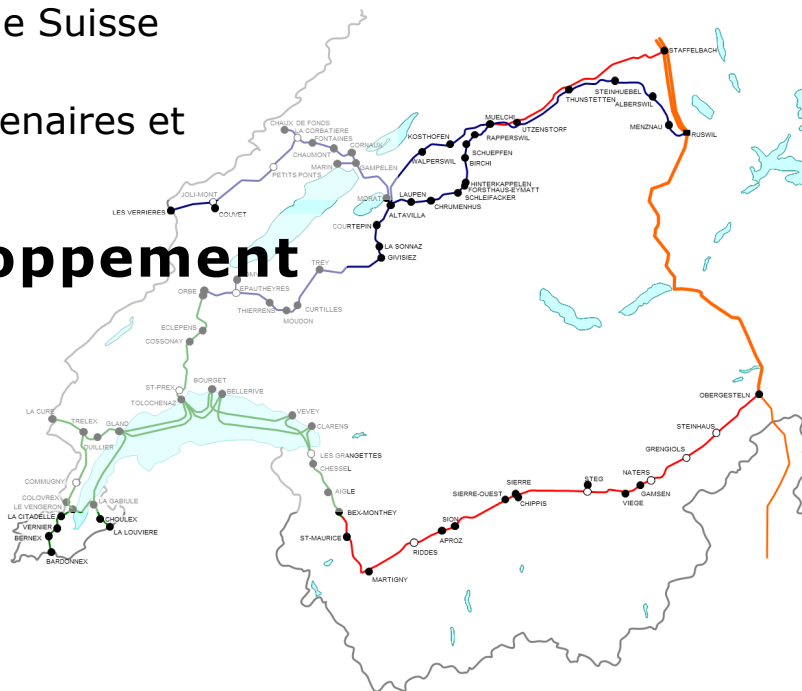 e Suisse
enaires et
oppement
STAFFELBACH
STEINHUEBEL
THUNSTETTEN
ALBERSWIL
MENZNAU
RUSWIL
MUELCHI
UTZENSTORF
RAPPERSWIL
KOSTHOFEN
WALPERSWIL
SCHUEPFEN
BIRCHI
HINTERKAPPELEN
FORSTHAUS-EYMATT
SCHLEIFACKER
CHAUX DE FONDS
LA CORBATIERE
FONTAINES
CORNAUX
CHAUMONT
MARIN
GAMPELEN
PETITS PONTS
JOLI-MONT
LES VERRIERES
COUVET
MORAT
LAUPEN
CHRUMENHUS
ALTAVILLA
COURTEPIN
LA SONNAZ
GIVISIEZ
TREY
ORBE
EPAUTHEYRES
THIERRENS
CURTILLES
MOUDON
ECLEPENS
COSSONAY
ST-PREX
BOURGET
BELLERIVE
TOLOCHENAZ
LA CURE
TRELEX
GLAND
DUILLIER
VEVEY
CLARENS
LES GRANGETTES
CHESSEL
COMMUGNY
AIGLE
COLOVREX
LE VENGERON
LA GABIULE
LA CITADELLE
CHOULEX
VERNIER
LA LOUVIERE
BERNEX
BARDONNEX
BEX-MONTHEY
ST-MAURICE
MARTIGNY
RIDDES
SION
APROZ
SIERRE
SIERRE-OUEST
CHIPPIS
STEG
NATERS
GAMSEN
VIEGE
GRENGIOLS
STEINHAUS
OBERGESTELN